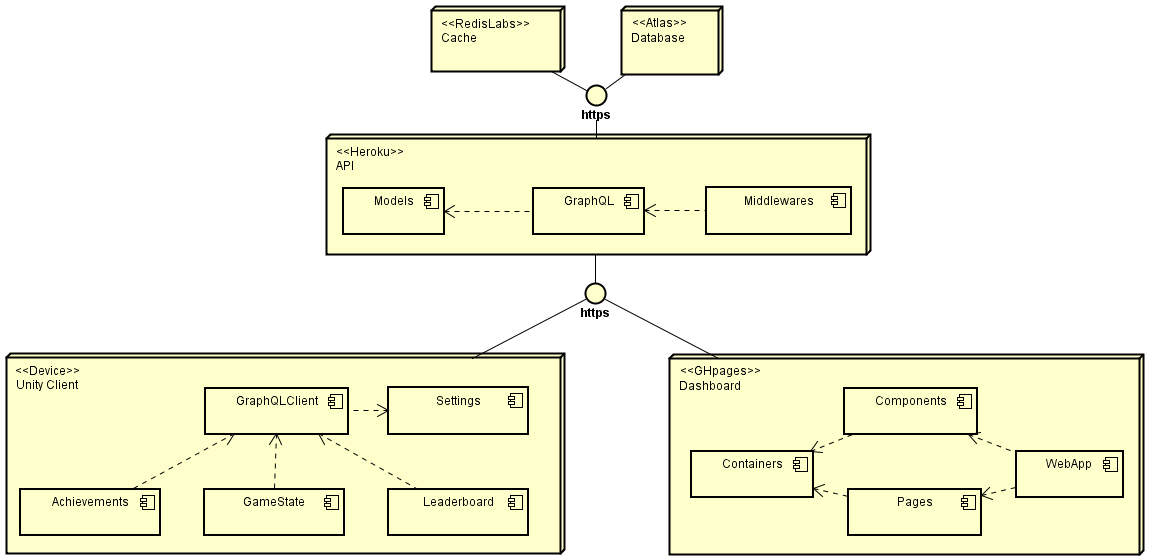 <<RedisLabs>>
Cache
<<Atlas>>
Database
https
<<Heroku>>
API
Models
GraphQL
Middlewares
https
<<Device>>
Unity Client
GraphQLClient
Settings
Achievements
GameState
Leaderboard
<<GHpages>>
Dashboard
Components
Containers
WebApp
Pages